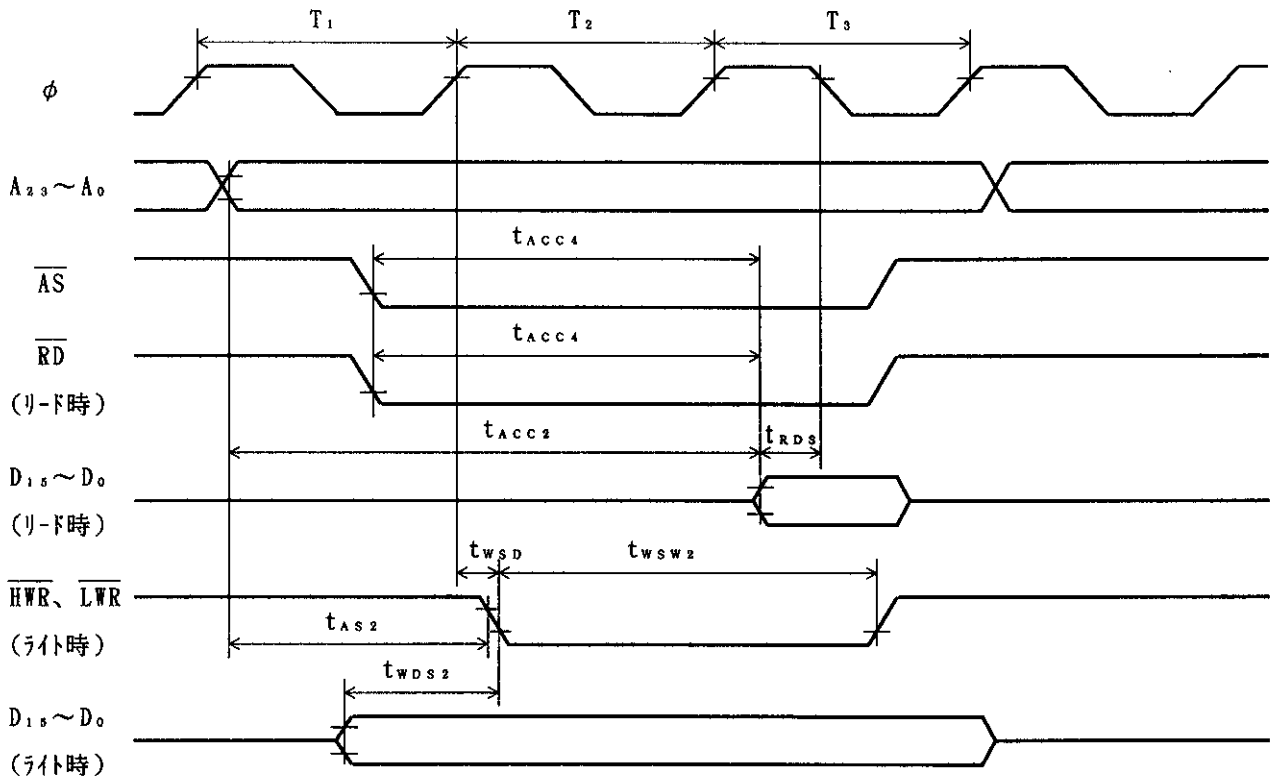 T₁ T₂ T₃
φ
A₂₃～A₀
tACC4
AS
tACC4
RD
(ﾘｰﾄﾞ時)
tACC2 tRDS
D₁₅～D₀
(ﾘｰﾄﾞ時)
tWSD tWSW2
HWR、LWR
tAS2
(ﾗｲﾄ時)
tWDS2
D₁₅～D₀
(ﾗｲﾄ時)